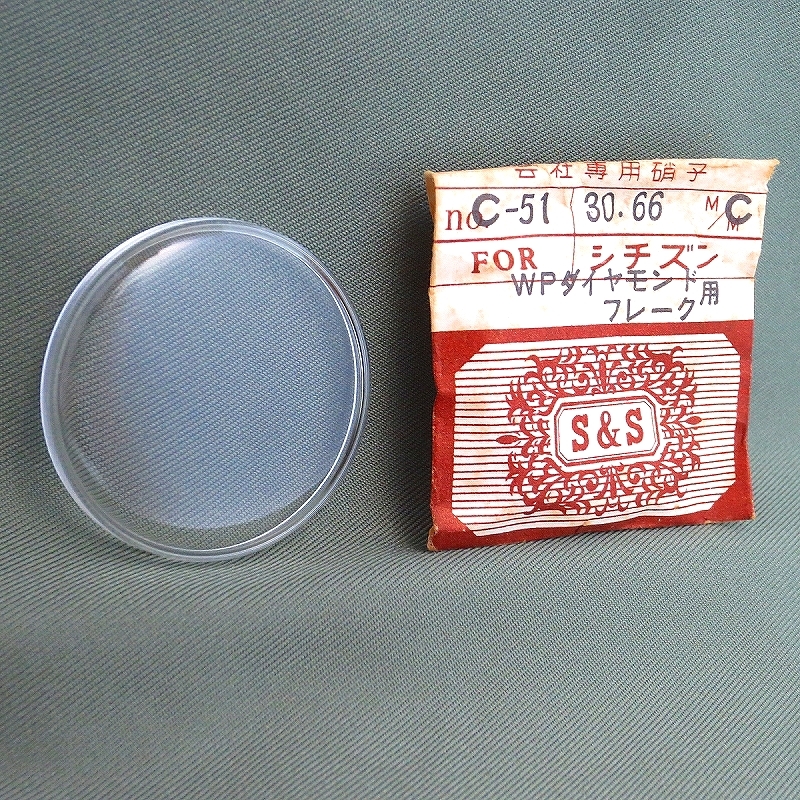 会社専用硝子
no. C-51 30.66 M/M C
FOR シチズン
WPダイヤモンド
フレーク用
S&S